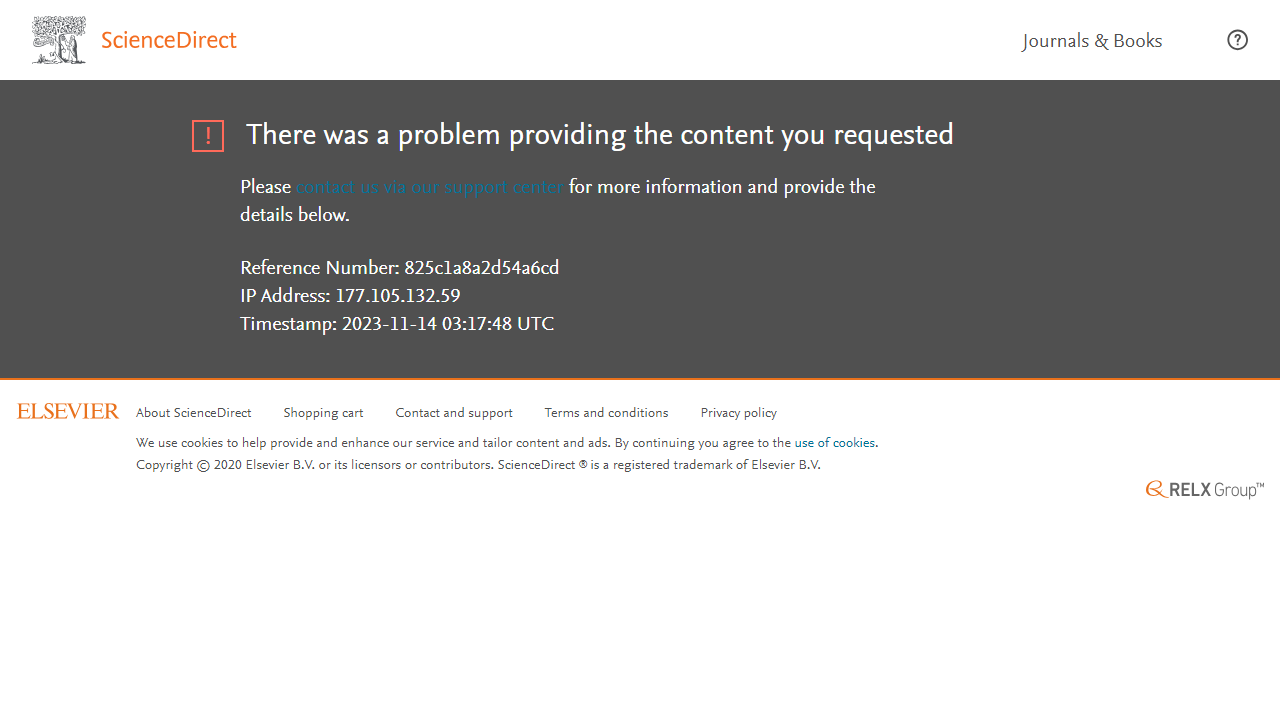 ScienceDirect
Journals & Books
?
! There was a problem providing the content you requested
Please contact us via our support center for more information and provide the
details below.
Reference Number: 825c1a8a2d54a6cd
IP Address: 177.105.132.59
Timestamp: 2023-11-14 03:17:48 UTC
ELSEVIER
About ScienceDirect Shopping cart Contact and support Terms and conditions Privacy policy
We use cookies to help provide and enhance our service and tailor content and ads. By continuing you agree to the use of cookies.
Copyright © 2020 Elsevier B.V. or its licensors or contributors. ScienceDirect ® is a registered trademark of Elsevier B.V.
RELX Group™